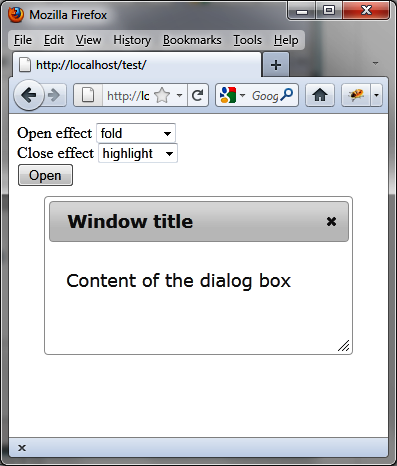 Mozilla Firefox
File Edit View History Bookmarks Tools Help
http://localhost/test/
http://lc Goog
Open effect fold
Close effect highlight
Open
Window title
Content of the dialog box